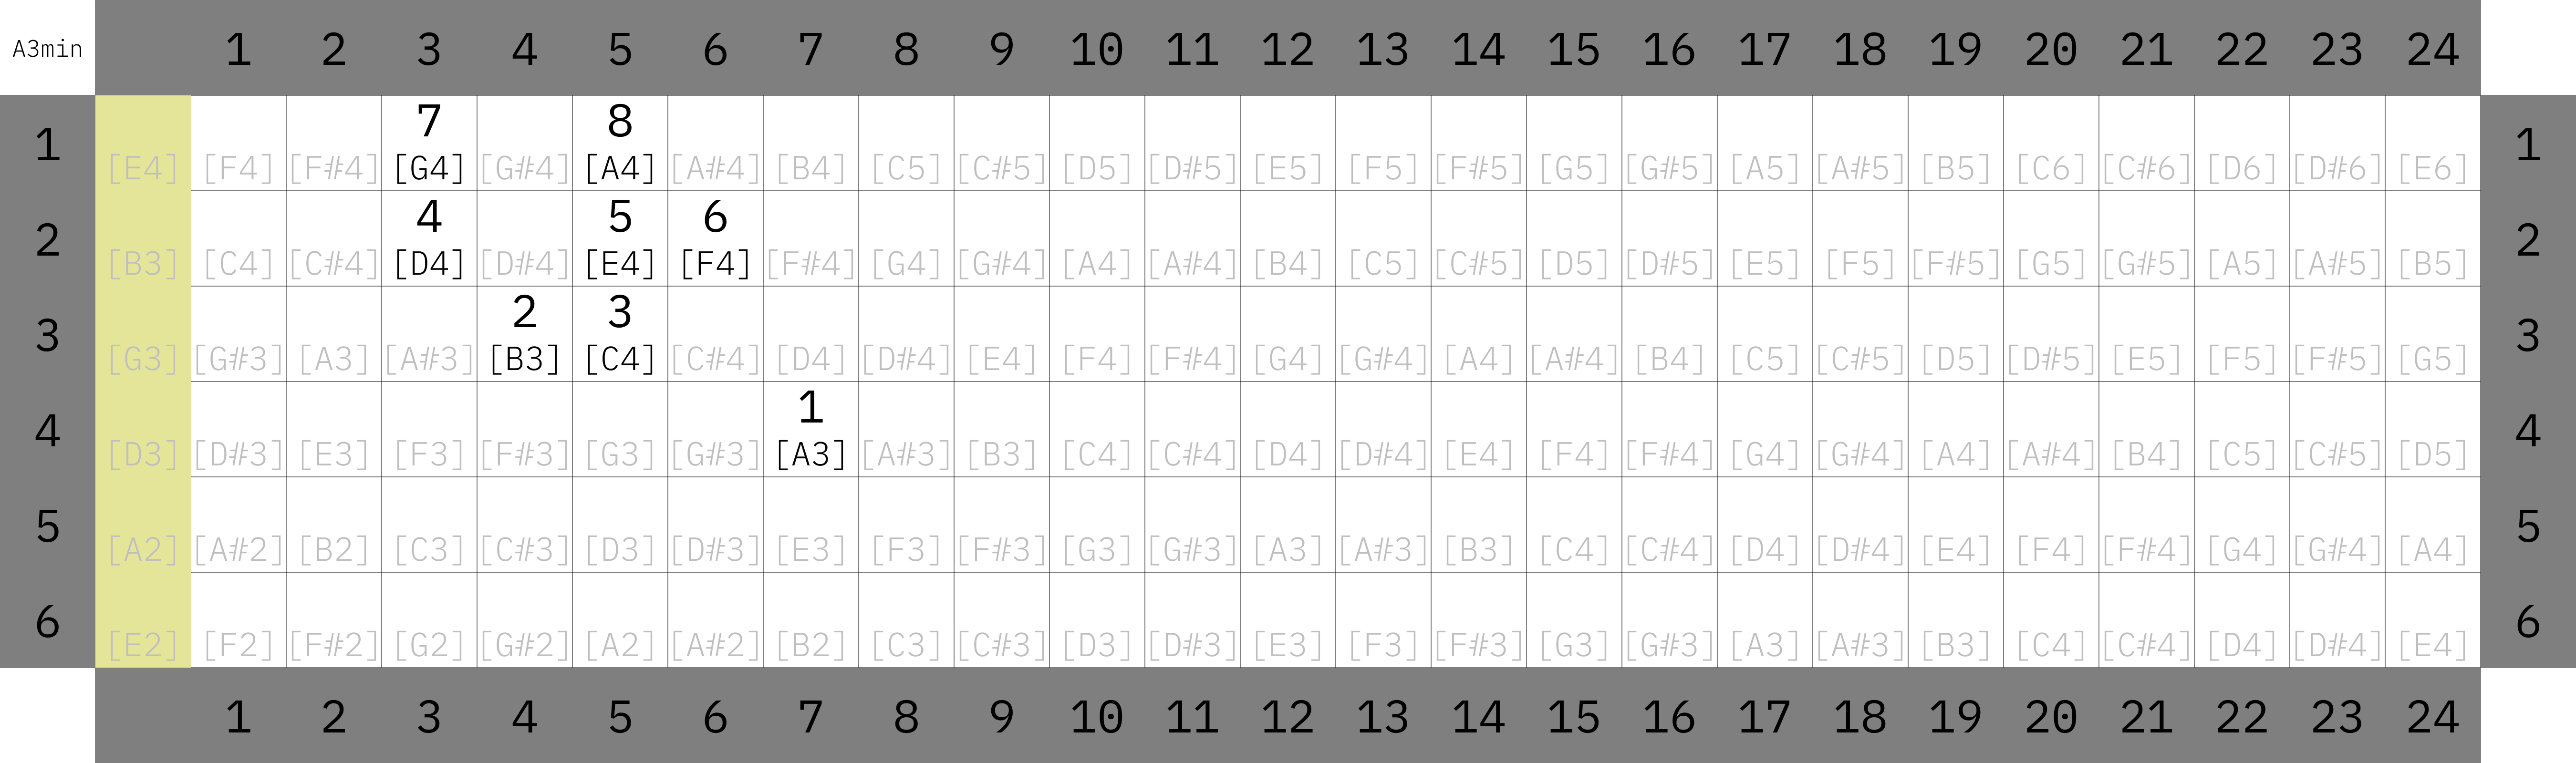 A3min 1 2 3 4 5 6 7 8 9 10 11 12 13 14 15 16 17 18 19 20 21 22 23 24
7 8
1 [E4] [F4] [F#4] [G4] [G#4] [A4] [A#4] [B4] [C5] [C#5] [D5] [D#5] [E5] [F5] [F#5] [G5] [G#5] [A5] [A#5] [B5] [C6] [C#6] [D6] [D#6] [E6] 1
4 5 6
2 [B3] [C4] [C#4] [D4] [D#4] [E4] [F4] [F#4] [G4] [G#4] [A4] [A#4] [B4] [C5] [C#5] [D5] [D#5] [E5] [F5] [F#5] [G5] [G#5] [A5] [A#5] [B5] 2
2 3
3 [G3] [G#3] [A3] [A#3] [B3] [C4] [C#4] [D4] [D#4] [E4] [F4] [F#4] [G4] [G#4] [A4] [A#4] [B4] [C5] [C#5] [D5] [D#5] [E5] [F5] [F#5] [G5] 3
1
4 [D3] [D#3] [E3] [F3] [F#3] [G3] [G#3] [A3] [A#3] [B3] [C4] [C#4] [D4] [D#4] [E4] [F4] [F#4] [G4] [G#4] [A4] [A#4] [B4] [C5] [C#5] [D5] 4
5 [A2] [A#2] [B2] [C3] [C#3] [D3] [D#3] [E3] [F3] [F#3] [G3] [G#3] [A3] [A#3] [B3] [C4] [C#4] [D4] [D#4] [E4] [F4] [F#4] [G4] [G#4] [A4] 5
6 [E2] [F2] [F#2] [G2] [G#2] [A2] [A#2] [B2] [C3] [C#3] [D3] [D#3] [E3] [F3] [F#3] [G3] [G#3] [A3] [A#3] [B3] [C4] [C#4] [D4] [D#4] [E4] 6
1 2 3 4 5 6 7 8 9 10 11 12 13 14 15 16 17 18 19 20 21 22 23 24